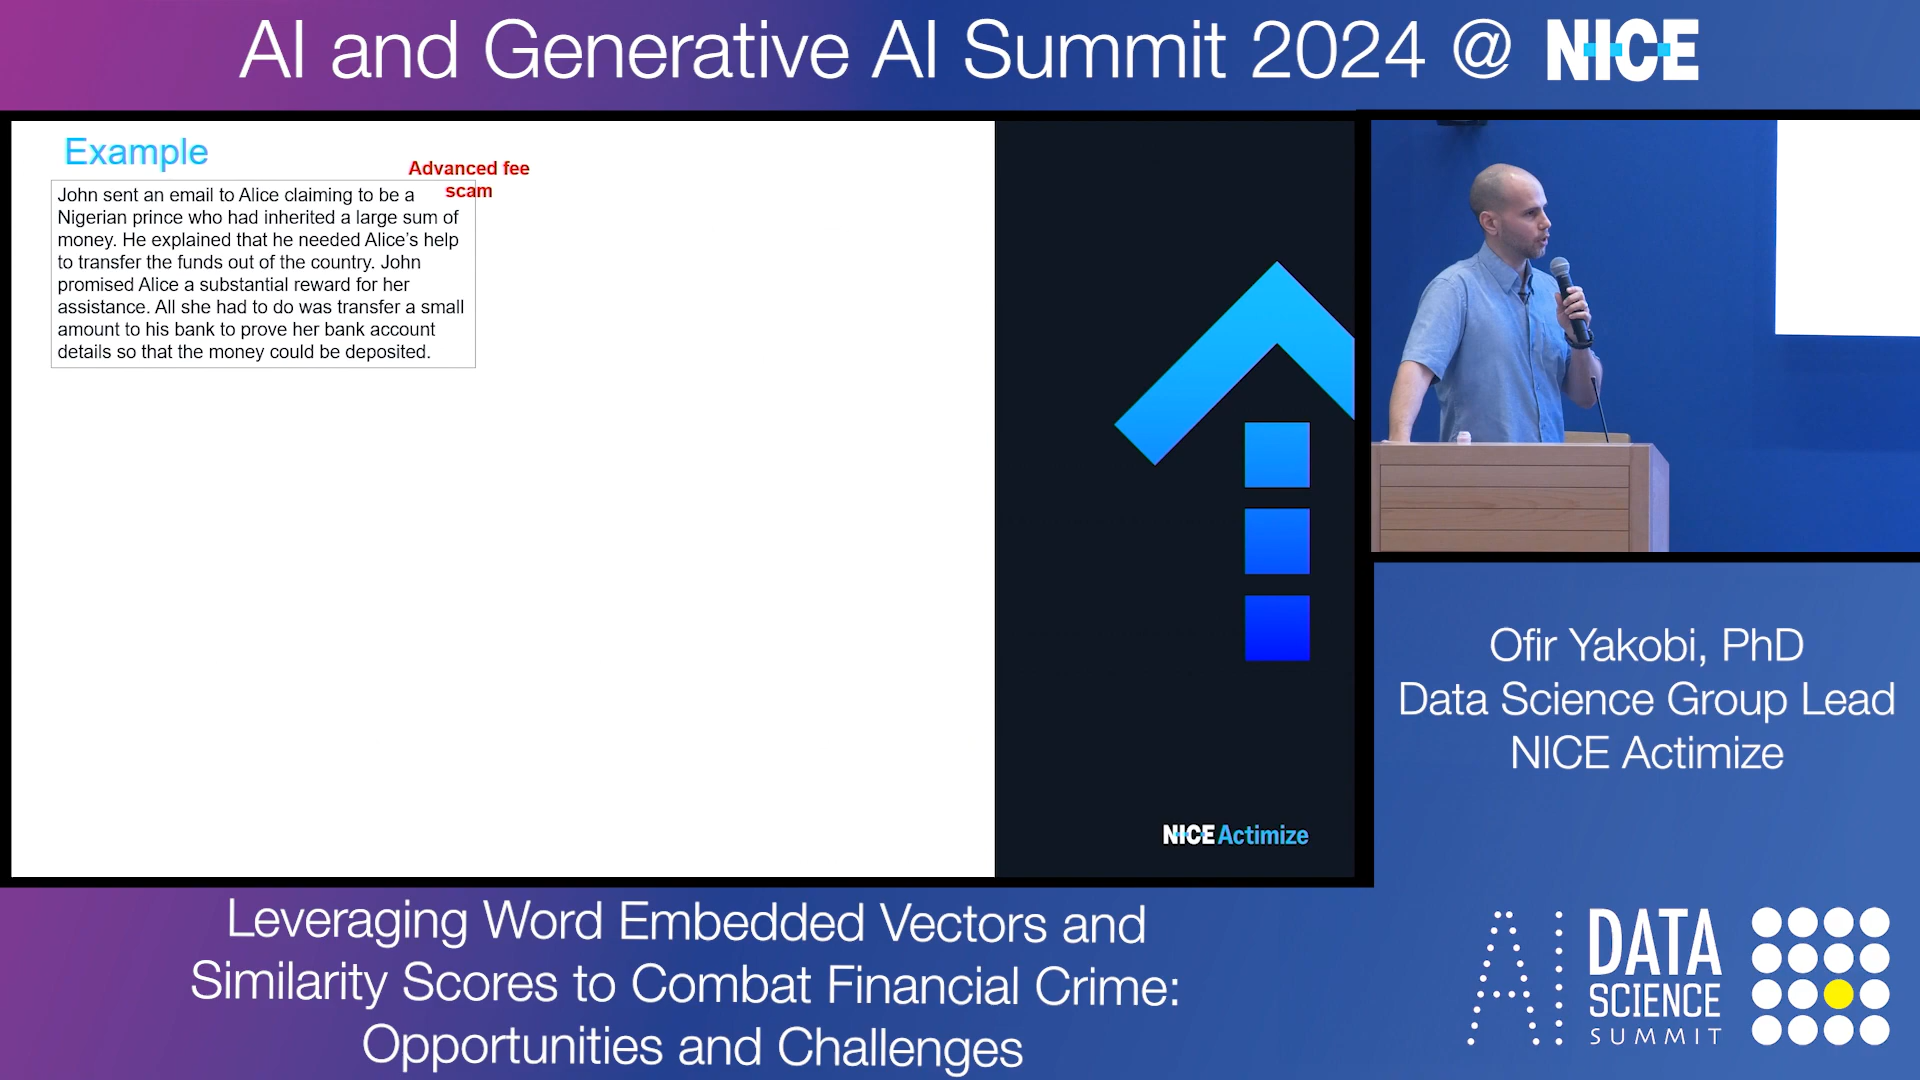 AI and Generative AI Summit 2024 @ NICE
Example
Advanced fee
scam
John sent an email to Alice claiming to be a
Nigerian prince who had inherited a large sum of
money. He explained that he needed Alice’s help
to transfer the funds out of the country. John
promised Alice a substantial reward for her
assistance. All she had to do was transfer a small
amount to his bank to prove her bank account
details so that the money could be deposited.
NICE Actimize
Ofir Yakobi, PhD
Data Science Group Lead
NICE Actimize
Leveraging Word Embedded Vectors and
Similarity Scores to Combat Financial Crime:
Opportunities and Challenges
AI DATA
SCIENCE
SUMMIT